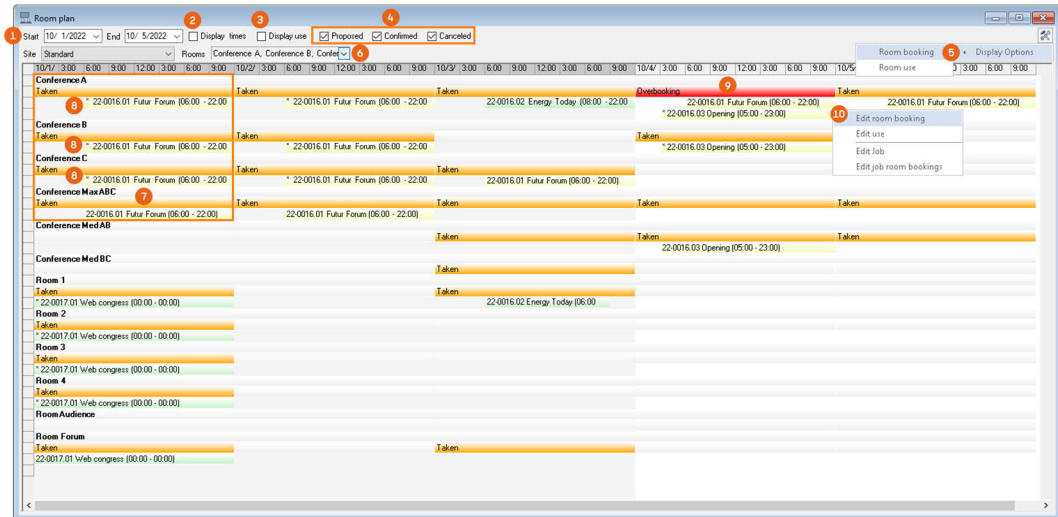 Room plan
1 Start 10/ 1/2022 End 10/ 5/2022 2 Display times 3 Display use 4 Proposed Confirmed Canceled
Site Standard Rooms Conference A, Conference B, Confer 6
Room booking 5 Display Options
Room use
10/1/ 3:00 6:00 9:00 12:00 3:00 6:00 9:00 10/2/ 3:00 6:00 9:00 12:00 3:00 6:00 9:00 10/3/ 3:00 6:00 9:00 12:00 3:00 6:00 9:00 10/4/ 3:00 6:00 9:00 12:00 3:00 6:00 9:00 10/5/ 3:00 6:00 9:00
Conference A
Taken Taken Taken Overbooking 9 Taken
8 * 22-0016.01 Futur Forum (06:00 - 22:00 * 22-0016.01 Futur Forum (06:00 - 22:00 22-0016.02 Energy Today (08:00 - 22:00 22-0016.01 Futur Forum (06:00 - 22:00) 22-0016.01 Futur Forum (06:00 - 22:00)
* 22-0016.03 Opening (05:00 - 23:00)
10 Edit room booking
Edit use
Edit Job
Edit job room bookings
Conference B
Taken Taken Taken
8 * 22-0016.01 Futur Forum (06:00 - 22:00 * 22-0016.01 Futur Forum (06:00 - 22:00 * 22-0016.03 Opening (05:00 - 23:00)
Conference C
Taken Taken Taken
8 * 22-0016.01 Futur Forum (06:00 - 22:00 * 22-0016.01 Futur Forum (06:00 - 22:00 22-0016.01 Futur Forum (06:00 - 22:00)
Conference Max ABC
7
Taken Taken Taken Taken Taken
22-0016.01 Futur Forum (06:00 - 22:00) 22-0016.01 Futur Forum (06:00 - 22:00)
Conference Med AB
Taken Taken Taken
22-0016.03 Opening (05:00 - 23:00)
Conference Med BC
Taken
Room 1
Taken Taken
* 22-0017.01 Web congress (00:00 - 00:00) 22-0016.02 Energy Today (06:00
Room 2
Taken
* 22-0017.01 Web congress (00:00 - 00:00)
Room 3
Taken
* 22-0017.01 Web congress (00:00 - 00:00)
Room 4
Taken
* 22-0017.01 Web congress (00:00 - 00:00)
Room Audience
Room Forum
Taken Taken
22-0017.01 Web congress (00:00 - 00:00)